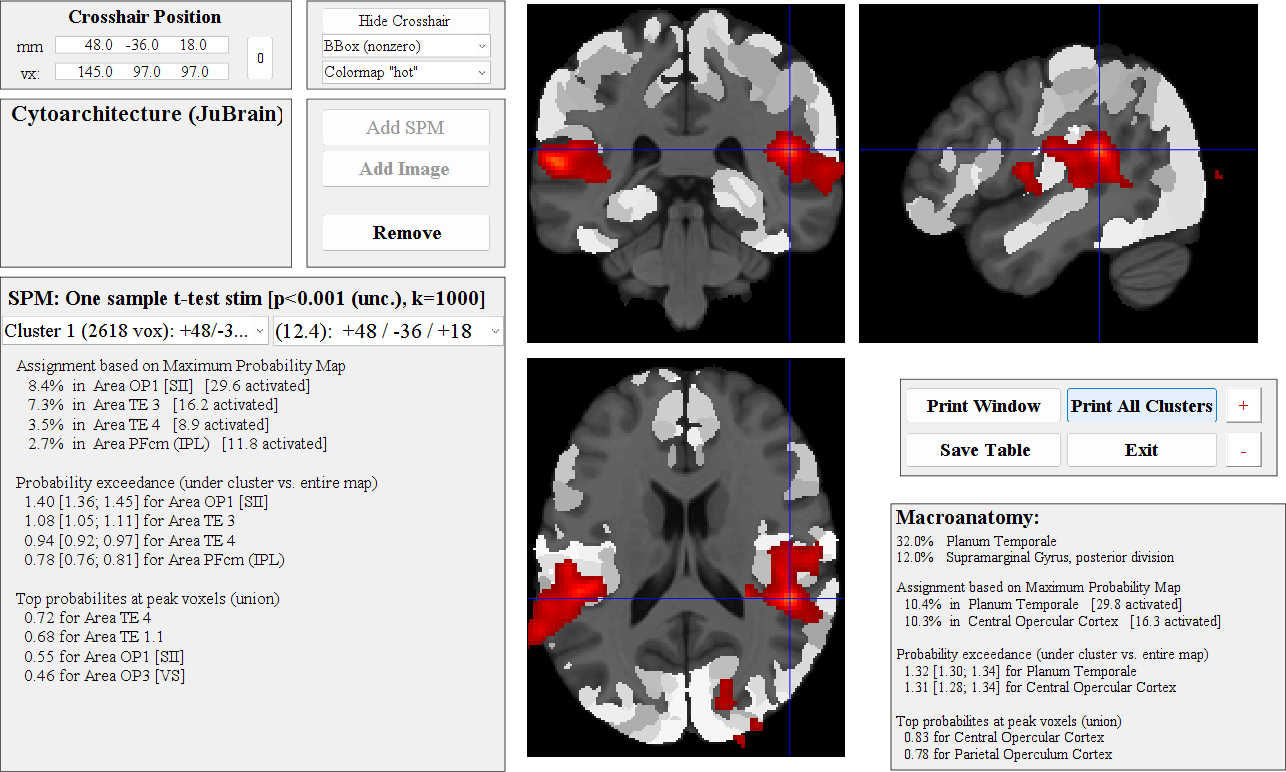 Crosshair Position
mm 48.0 -36.0 18.0
vx: 145.0 97.0 97.0
0
Hide Crosshair
BBox (nonzero)
Colormap "hot"
Cytoarchitecture (JuBrain)
Add SPM
Add Image
Remove
SPM: One sample t-test stim [p<0.001 (unc.), k=1000]
Cluster 1 (2618 vox): +48/-3... (12.4): +48 / -36 / +18
Assignment based on Maximum Probability Map
8.4% in Area OP1 [SII] [29.6 activated]
7.3% in Area TE 3 [16.2 activated]
3.5% in Area TE 4 [8.9 activated]
2.7% in Area PFcm (IPL) [11.8 activated]
Probability exceedance (under cluster vs. entire map)
1.40 [1.36; 1.45] for Area OP1 [SII]
1.08 [1.05; 1.11] for Area TE 3
0.94 [0.92; 0.97] for Area TE 4
0.78 [0.76; 0.81] for Area PFcm (IPL)
Top probabilites at peak voxels (union)
0.72 for Area TE 4
0.68 for Area TE 1.1
0.55 for Area OP1 [SII]
0.46 for Area OP3 [VS]
Print Window
Print All Clusters
+
Save Table
Exit
-
Macroanatomy:
32.0% Planum Temporale
12.0% Supramarginal Gyrus, posterior division
Assignment based on Maximum Probability Map
10.4% in Planum Temporale [29.8 activated]
10.3% in Central Opercular Cortex [16.3 activated]
Probability exceedance (under cluster vs. entire map)
1.32 [1.30; 1.34] for Planum Temporale
1.31 [1.28; 1.34] for Central Opercular Cortex
Top probabilites at peak voxels (union)
0.83 for Central Opercular Cortex
0.78 for Parietal Operculum Cortex